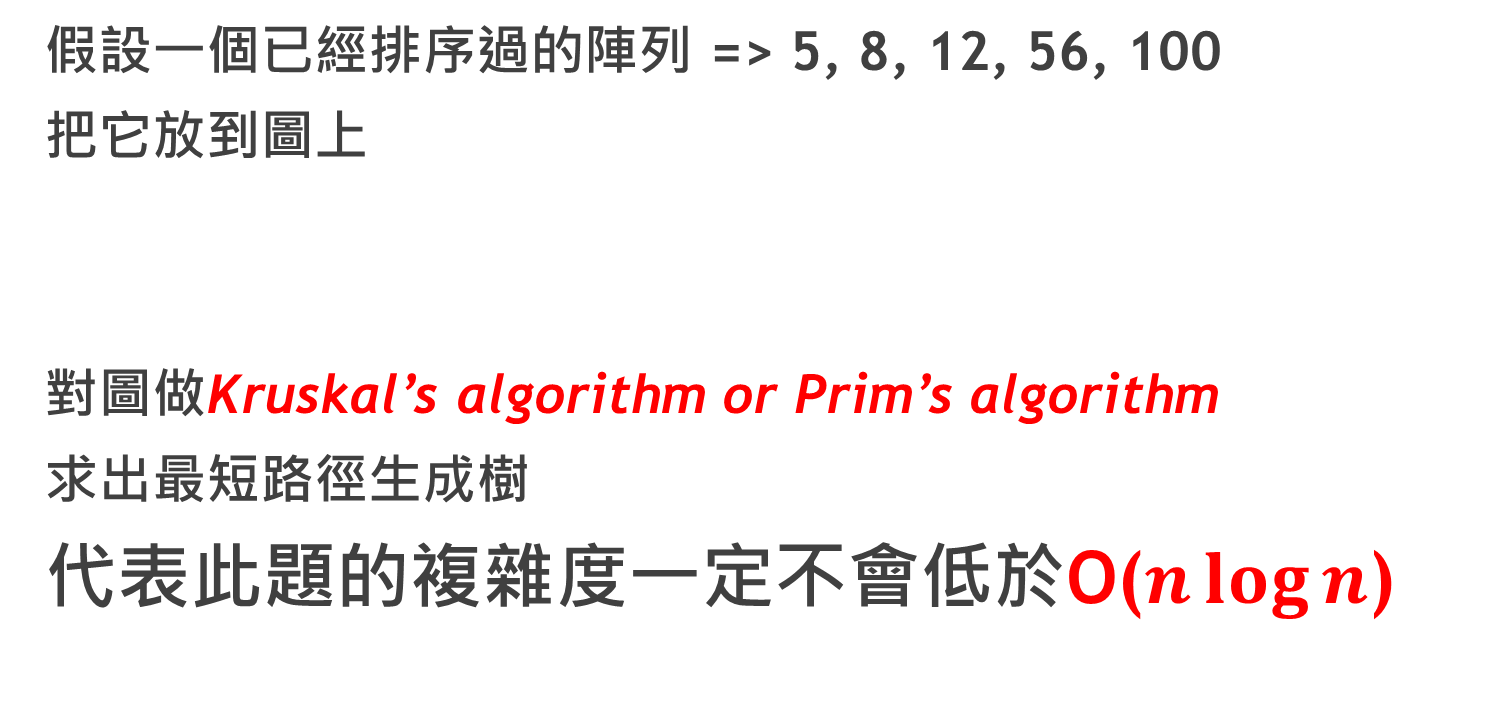 假設一個已經排序過的陣列 => 5, 8, 12, 56, 100
把它放到圖上
對圖做Kruskal’s algorithm or Prim’s algorithm
求出最短路徑生成樹
代表此題的複雜度一定不會低於O(n log n)